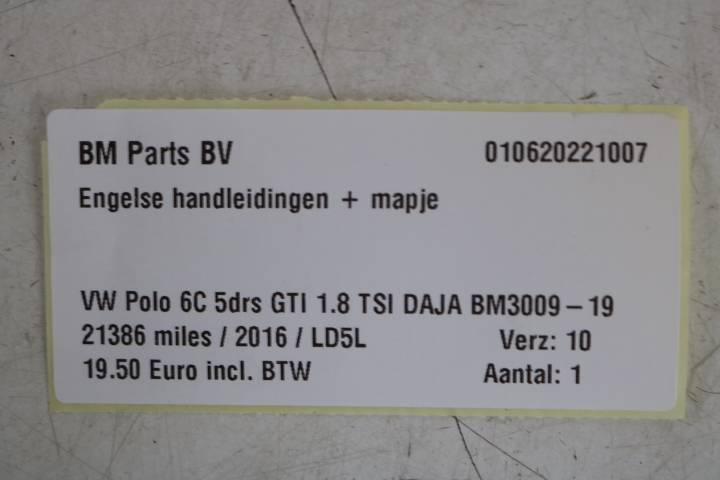 BM Parts BV 010620221007
Engelse handleidingen + mapje
VW Polo 6C 5drs GTI 1.8 TSI DAJA BM3009 – 19
21386 miles / 2016 / LD5L Verz: 10
19.50 Euro incl. BTW Aantal: 1